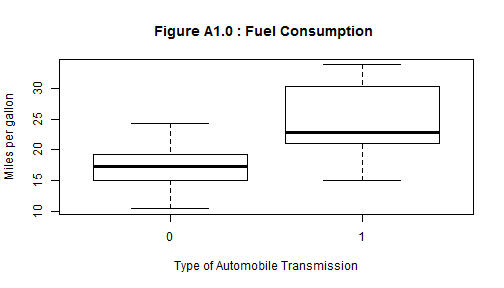 Figure A1.0 : Fuel Consumption
Miles per gallon
30
25
20
15
10
0 1
Type of Automobile Transmission